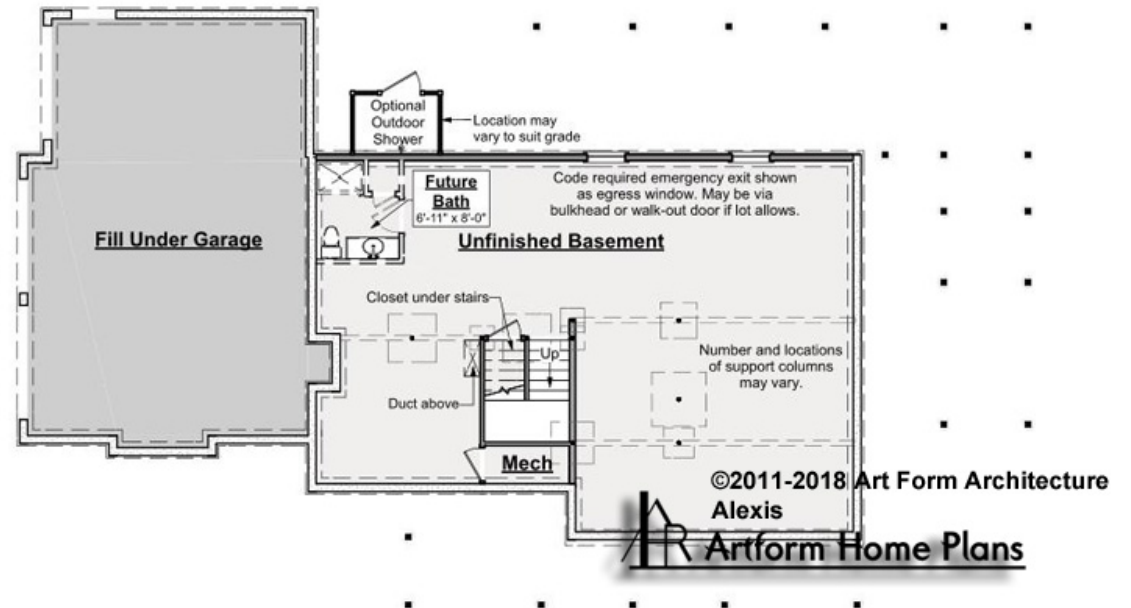 Optional
Outdoor
Shower
Location may
vary to suit grade
Future
Bath
6'-11" x 8'-0"
Code required emergency exit shown
as egress window. May be via
bulkhead or walk-out door if lot allows.
Fill Under Garage
Unfinished Basement
Closet under stairs
Up
Number and locations
of support columns
may vary.
Duct above
Mech
©2011-2018 Art Form Architecture
Alexis
AR Artform Home Plans